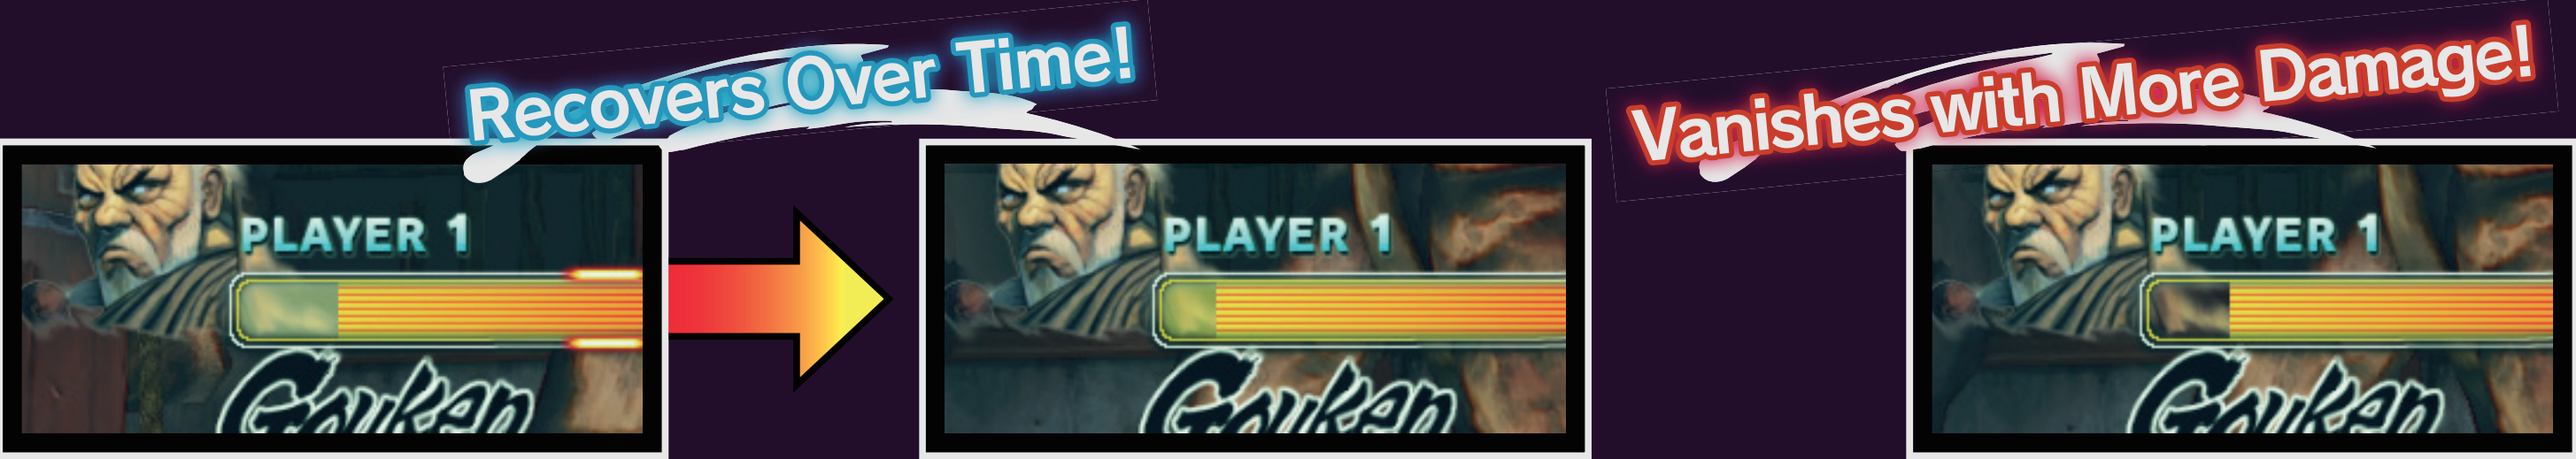 Recovers Over Time!
Vanishes with More Damage!
PLAYER 1
Gouken
PLAYER 1
Gouken
PLAYER 1
Gouken